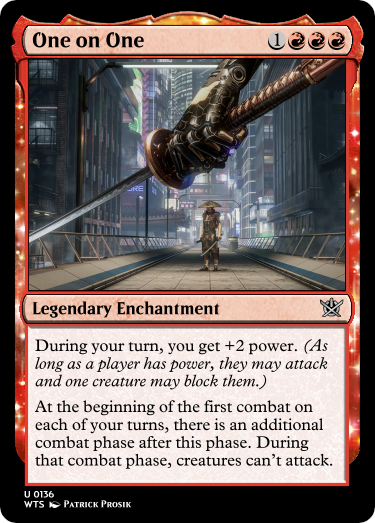 One on One 1
Legendary Enchantment
During your turn, you get +2 power. (As
long as a player has power, they may attack
and one creature may block them.)
At the beginning of the first combat on
each of your turns, there is an additional
combat phase after this phase. During
that combat phase, creatures can't attack.
U 0136
WTS Patrick Prosik